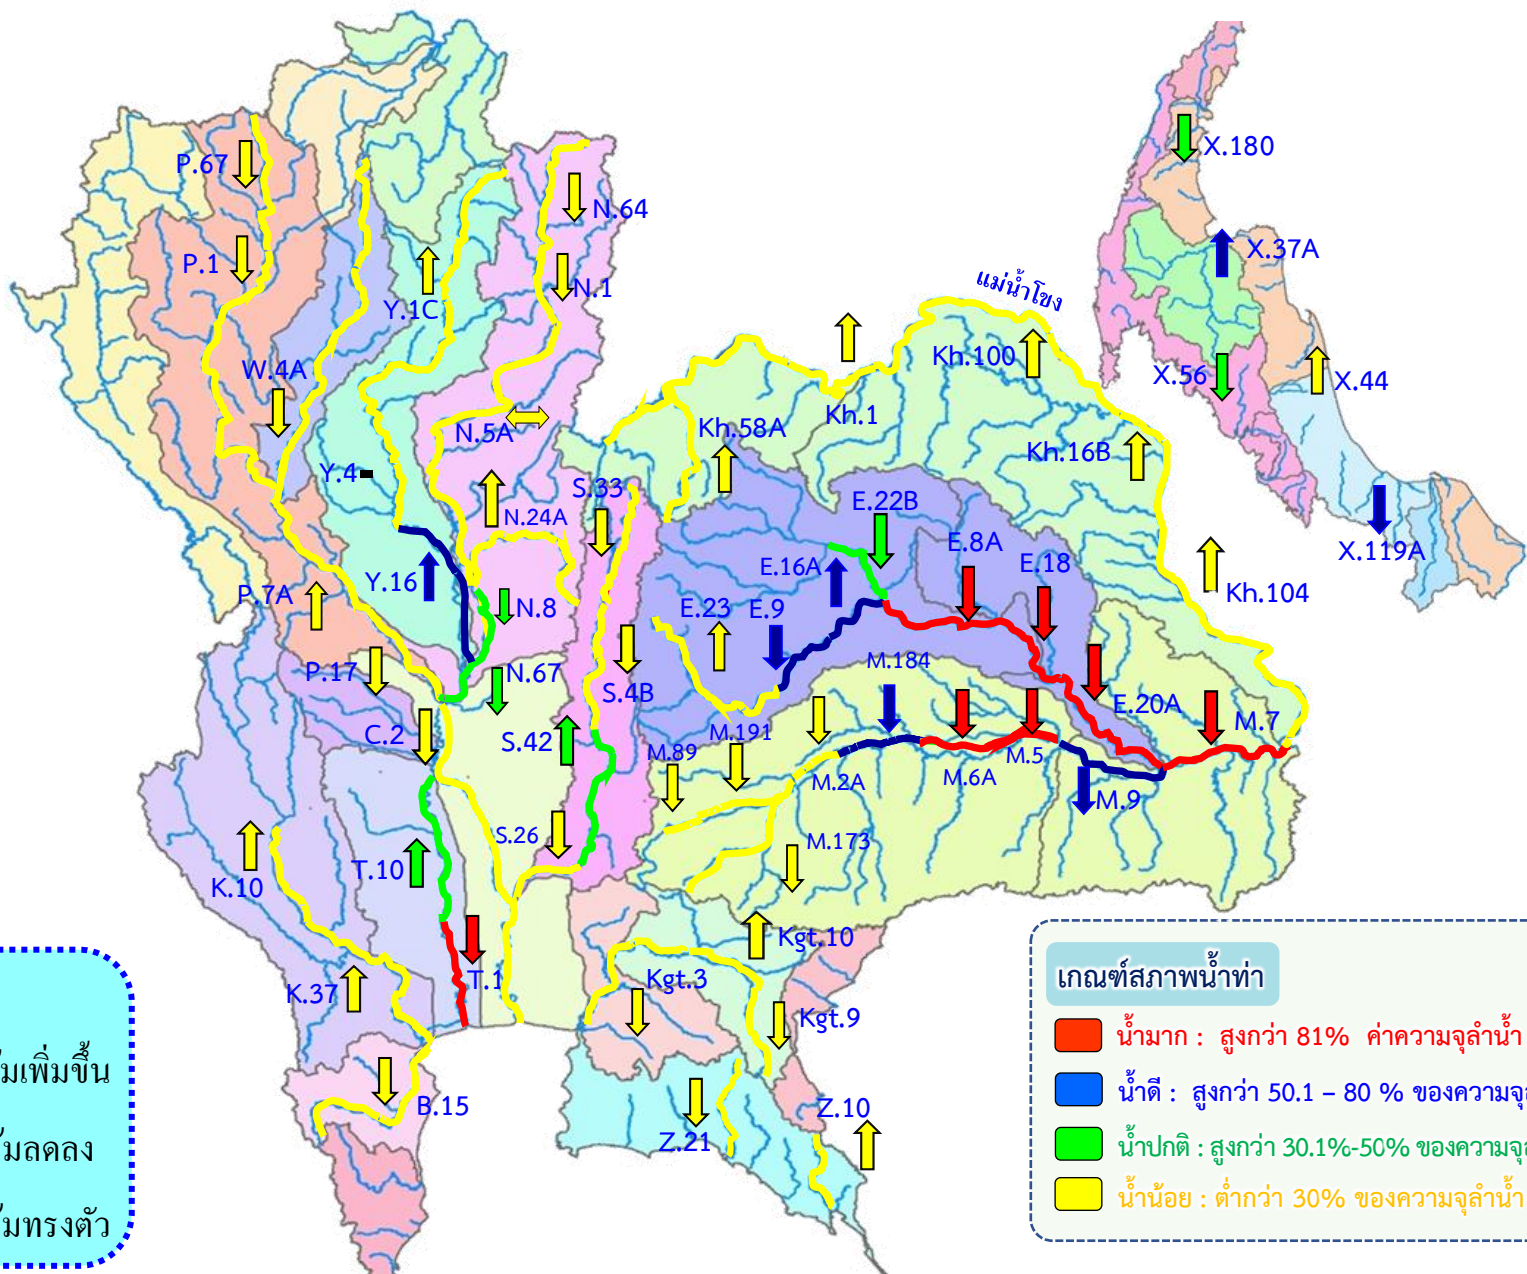 P.67
X.180
N.64
P.1
X.37A
N.1
Y.1C
แม่น้ำโขง
Kh.100
W.4A
X.56
X.44
Kh.1
N.5A
Kh.58A
Kh.16B
Y.4
S.33
E.22B
N.24A
E.8A
X.119A
E.16A
E.18
Y.16
P.7A
N.8
E.23
E.9
Kh.104
P.17
N.67
M.184
S.4B
E.20A
C.2
S.42
M.191
M.7
M.89
M.2A
M.6A
M.5
M.9
S.26
M.173
K.10
T.10
Kgt.10
T.1
Kgt.3
K.37
Kgt.9
B.15
Z.10
Z.21
มเพิ่มขึ้น
มลดลง
มทรงตัว
เกณฑ์สภาพน้ำท่า
น้ำมาก : สูงกว่า 81% ค่าความจุลำน้ำ
น้ำดี : สูงกว่า 50.1 – 80 % ของความจุ
น้ำปกติ : สูงกว่า 30.1%-50% ของความจุ
น้ำน้อย : ต่ำกว่า 30% ของความจุลำน้ำ